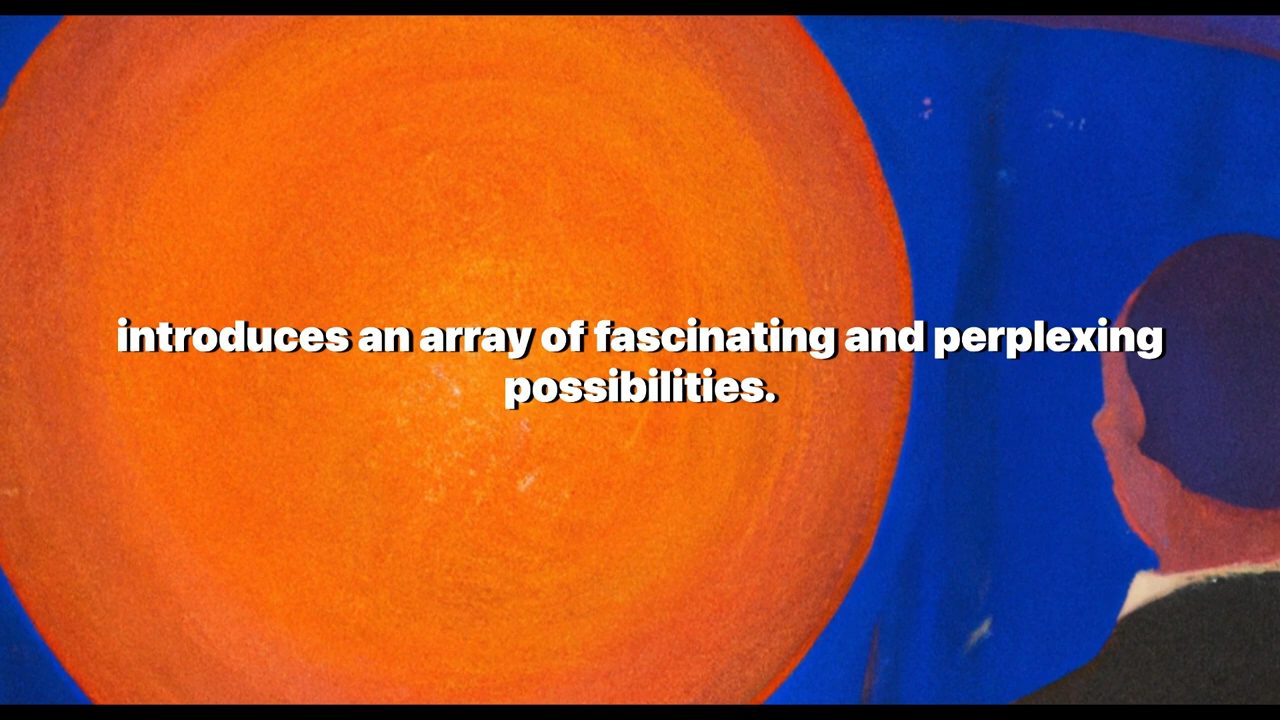 introduces an array of fascinating and perplexing
possibilities.